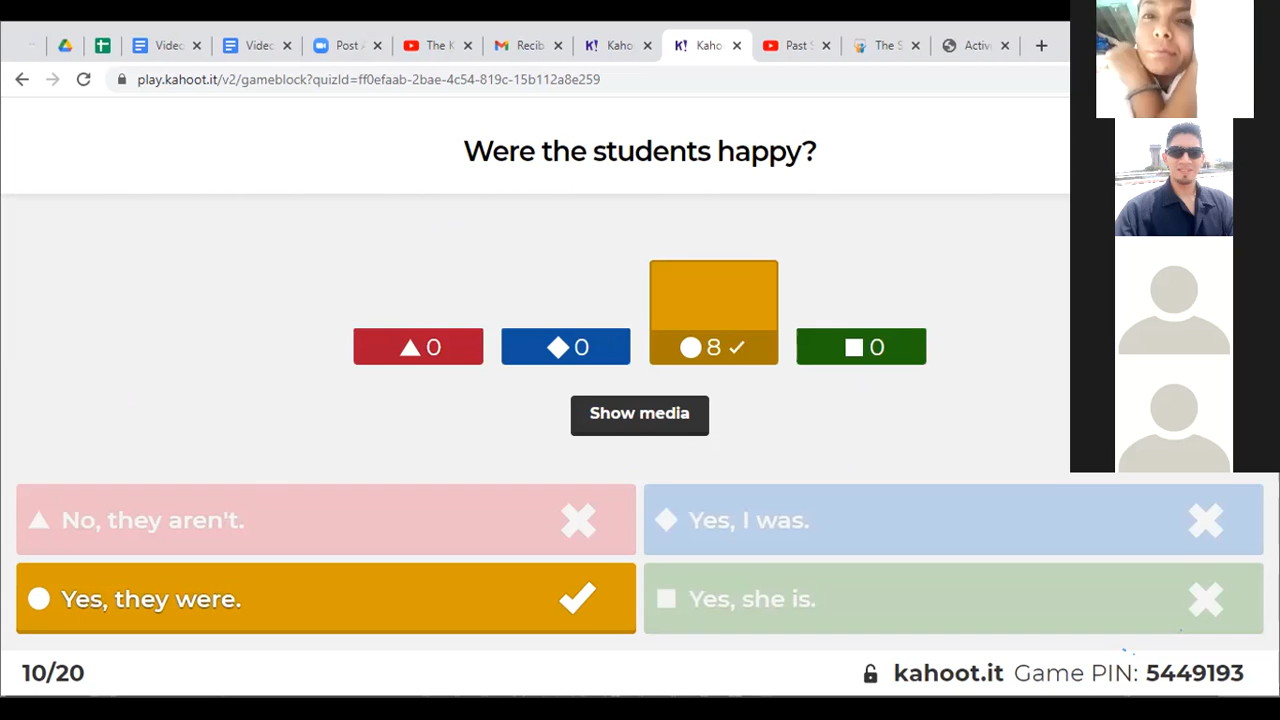 Video
Video
Post
The K
Recib
K! Kaho
K! Kaho
Past S
The S
Activ
play.kahoot.it/v2/gameblock?quizId=ff0efaab-2bae-4c54-819c-15b112a8e259
Were the students happy?
0
0
8
0
Show media
No, they aren't.
Yes, I was.
Yes, they were.
Yes, she is.
10/20
kahoot.it Game PIN: 5449193